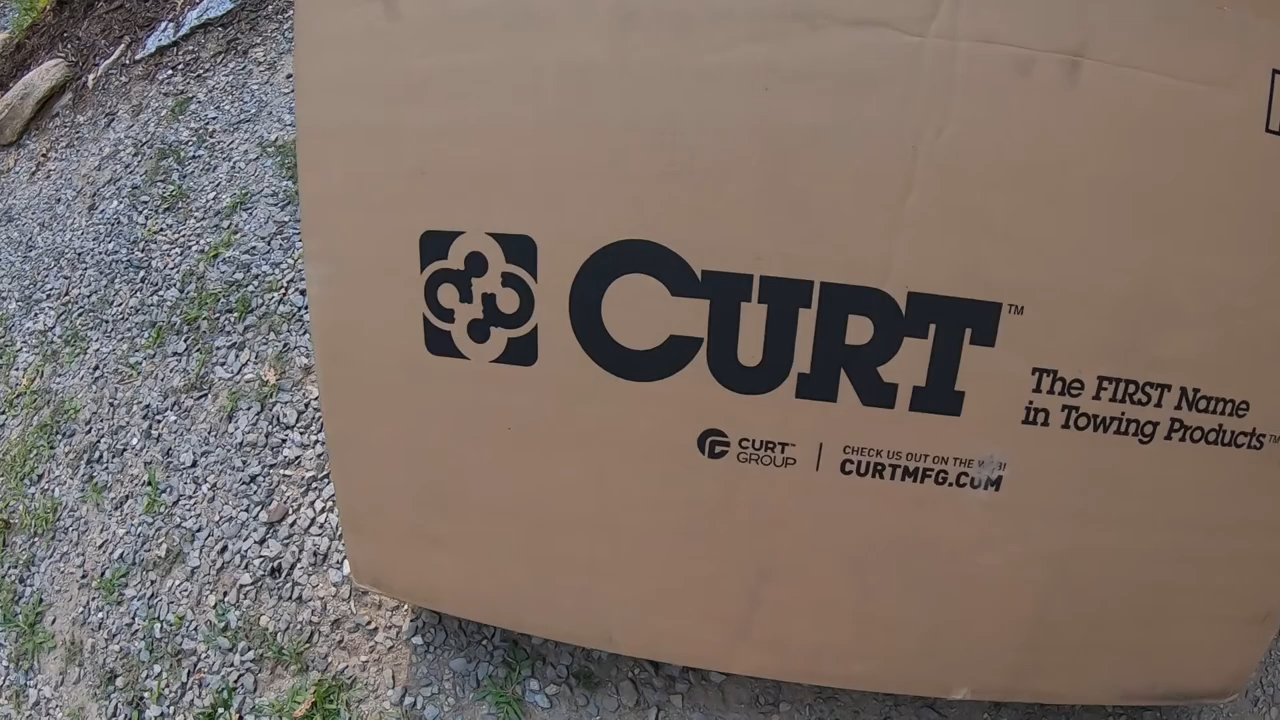 CURT™
The FIRST Name
in Towing Products™
CURT™
GROUP
CHECK US OUT ON THE
CURTMFG.COM